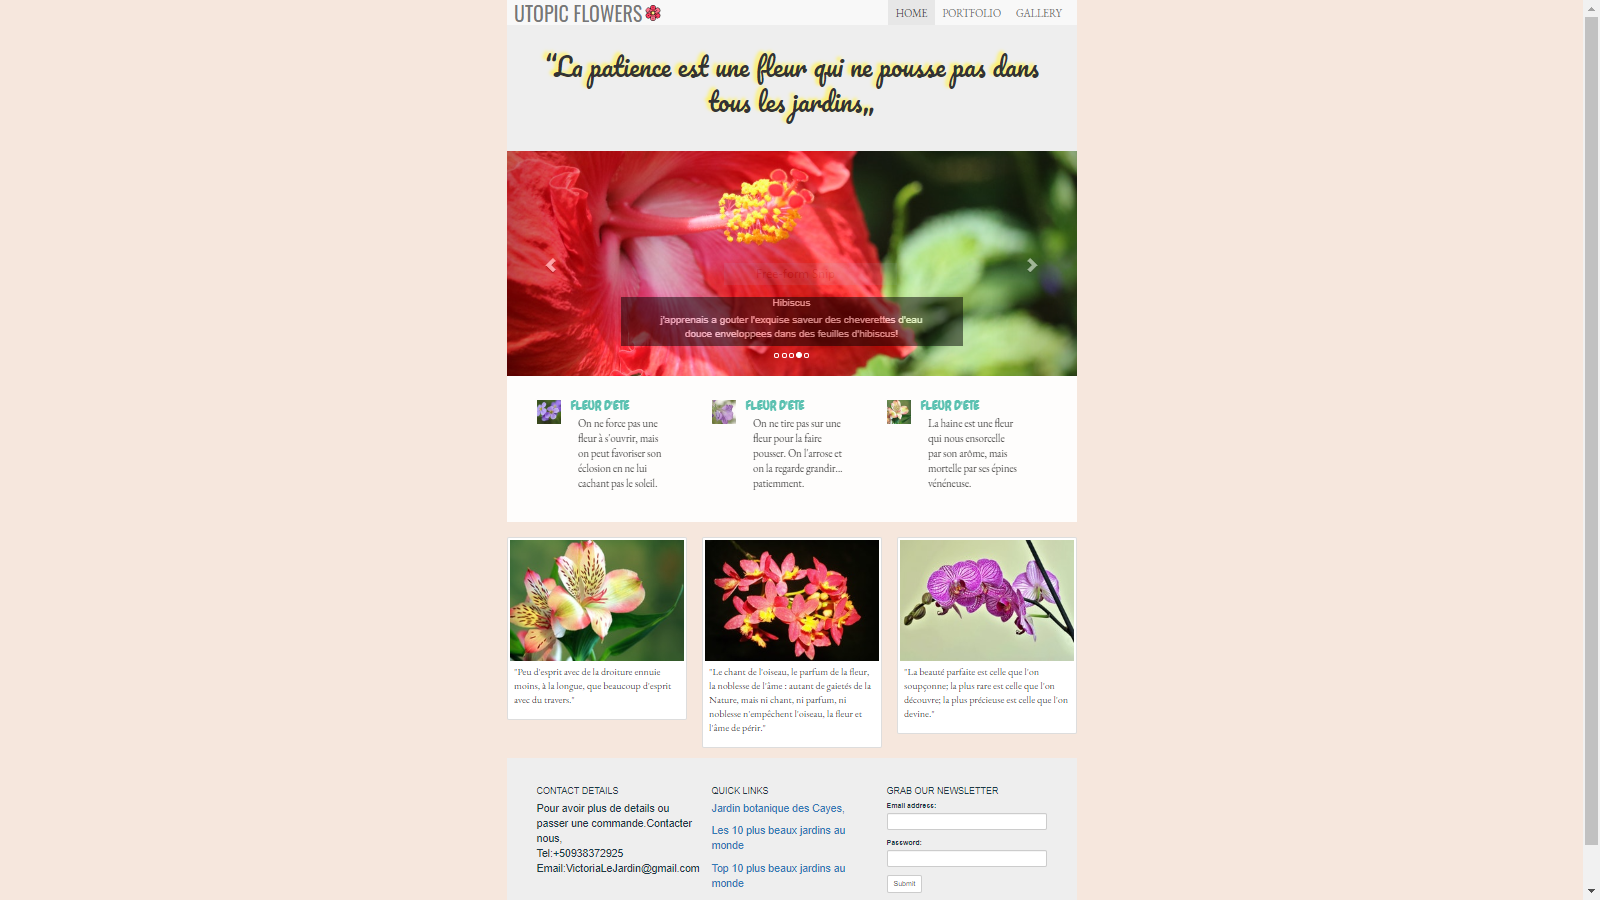 UTOPIC FLOWERS
HOME PORTFOLIO GALLERY
“La patience est une fleur qui ne pousse pas dans
tous les jardins„
Free-form Snip
Hibiscus
j'apprenais a gouter l'exquise saveur des cheverettes d'eau
douce enveloppees dans des feuilles d'hibiscus!
FLEUR D'ETE
On ne force pas une
fleur à s'ouvrir, mais
on peut favoriser son
éclosion en ne lui
cachant pas le soleil.
FLEUR D'ETE
On ne tire pas sur une
fleur pour la faire
pousser. On l'arrose et
on la regarde grandir...
patiemment.
FLEUR D'ETE
La haine est une fleur
qui nous ensorcelle
par son arôme, mais
mortelle par ses épines
vénéneuse.
"Peu d'esprit avec de la droiture ennuie
moins, à la longue, que beaucoup d'esprit
avec du travers."
"Le chant de l'oiseau, le parfum de la fleur,
la noblesse de l'âme : autant de gaietés de la
Nature, mais ni chant, ni parfum, ni
noblesse n'empêchent l'oiseau, la fleur et
l'âme de périr."
"La beauté parfaite est celle que l'on
soupçonne; la plus rare est celle que l'on
découvre; la plus précieuse est celle que l'on
devine."
CONTACT DETAILS
Pour avoir plus de details ou
passer une commande.Contacter
nous,
Tel:+50938372925
Email:VictoriaLeJardin@gmail.com
QUICK LINKS
Jardin botanique des Cayes,
Les 10 plus beaux jardins au
monde
Top 10 plus beaux jardins au
monde
GRAB OUR NEWSLETTER
Email address:
Password:
Submit